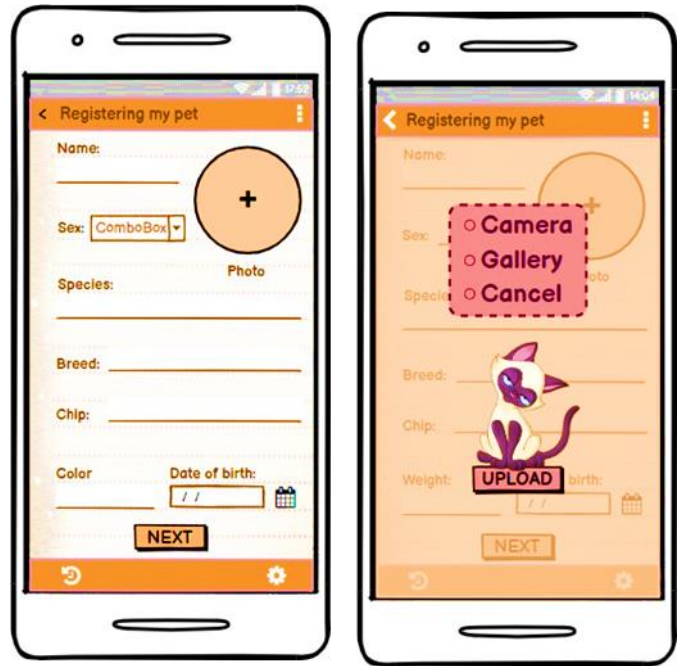 17:52
Registering my pet
Name:
Sex: ComboBox
+
Photo
Species:
Breed:
Chip:
Color
Date of birth:
/ /
NEXT
14:04
Registering my pet
Name:
+
Sex:
Camera
Gallery
Cancel
Breed:
Chip:
Weight:
UPLOAD
birth:
/ /
NEXT